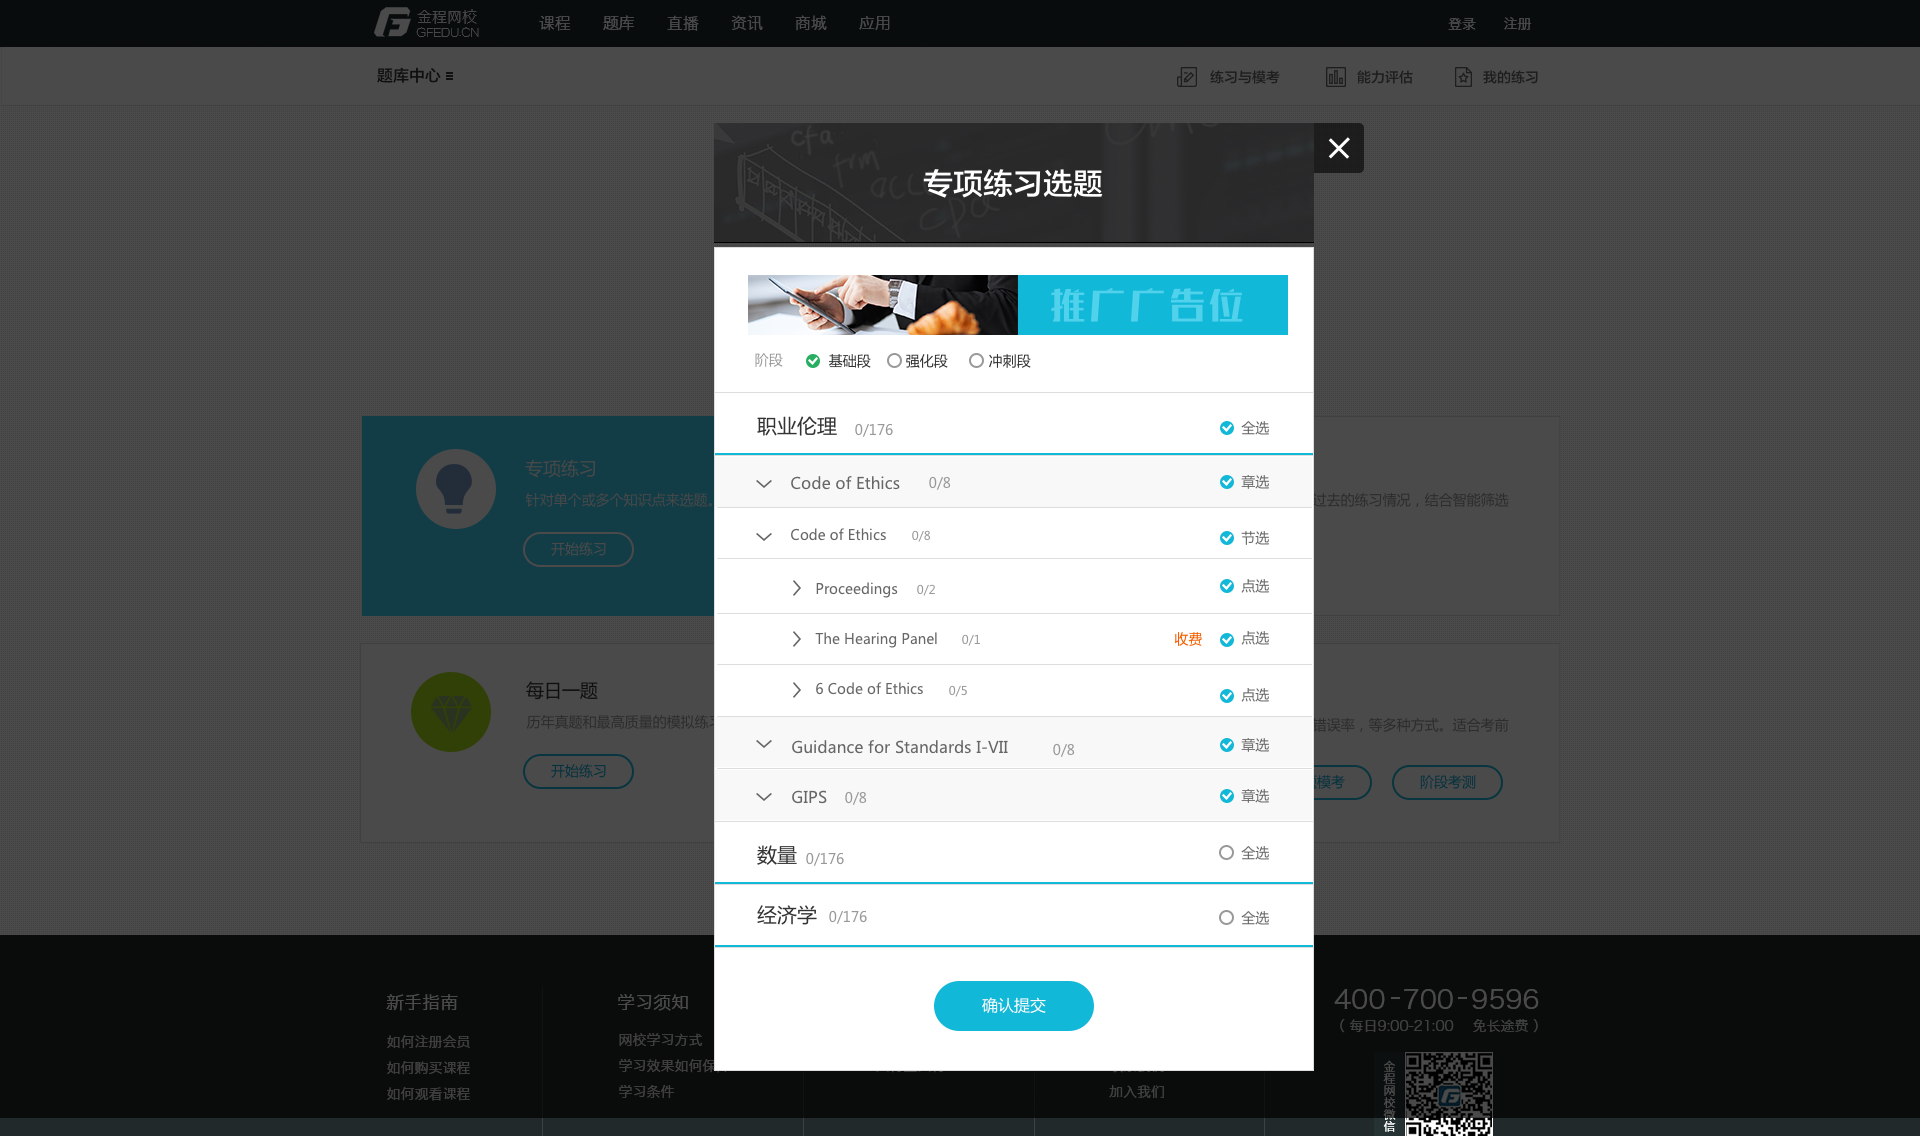 金程网校
GFEDU.CN
课程 题库 直播 资讯 商城 应用
登录 注册
题库中心
练习与模考 能力评估 我的练习
cfa
frm
专项练习选题
推广广告位
阶段 基础段 强化段 冲刺段
职业伦理 0/176 全选
Code of Ethics 0/8 章选
Code of Ethics 0/8 节选
Proceedings 0/2 点选
The Hearing Panel 0/1 收费 点选
6 Code of Ethics 0/5 点选
Guidance for Standards I-VII 0/8 章选
GIPS 0/8 章选
数量 0/176 全选
经济学 0/176 全选
确认提交
专项练习
针对单个或多个知识点来选题。
开始练习
过去的练习情况，结合智能筛选
每日一题
历年真题和最高质量的模拟练
开始练习
错误率，等多种方式。适合考前
模考 阶段考测
新手指南
如何注册会员
如何购买课程
如何观看课程
学习须知
网校学习方式
学习效果如何保
学习条件
加入我们
400-700-9596
（ 每日9:00-21:00 免长途费 ）
金程网校微信